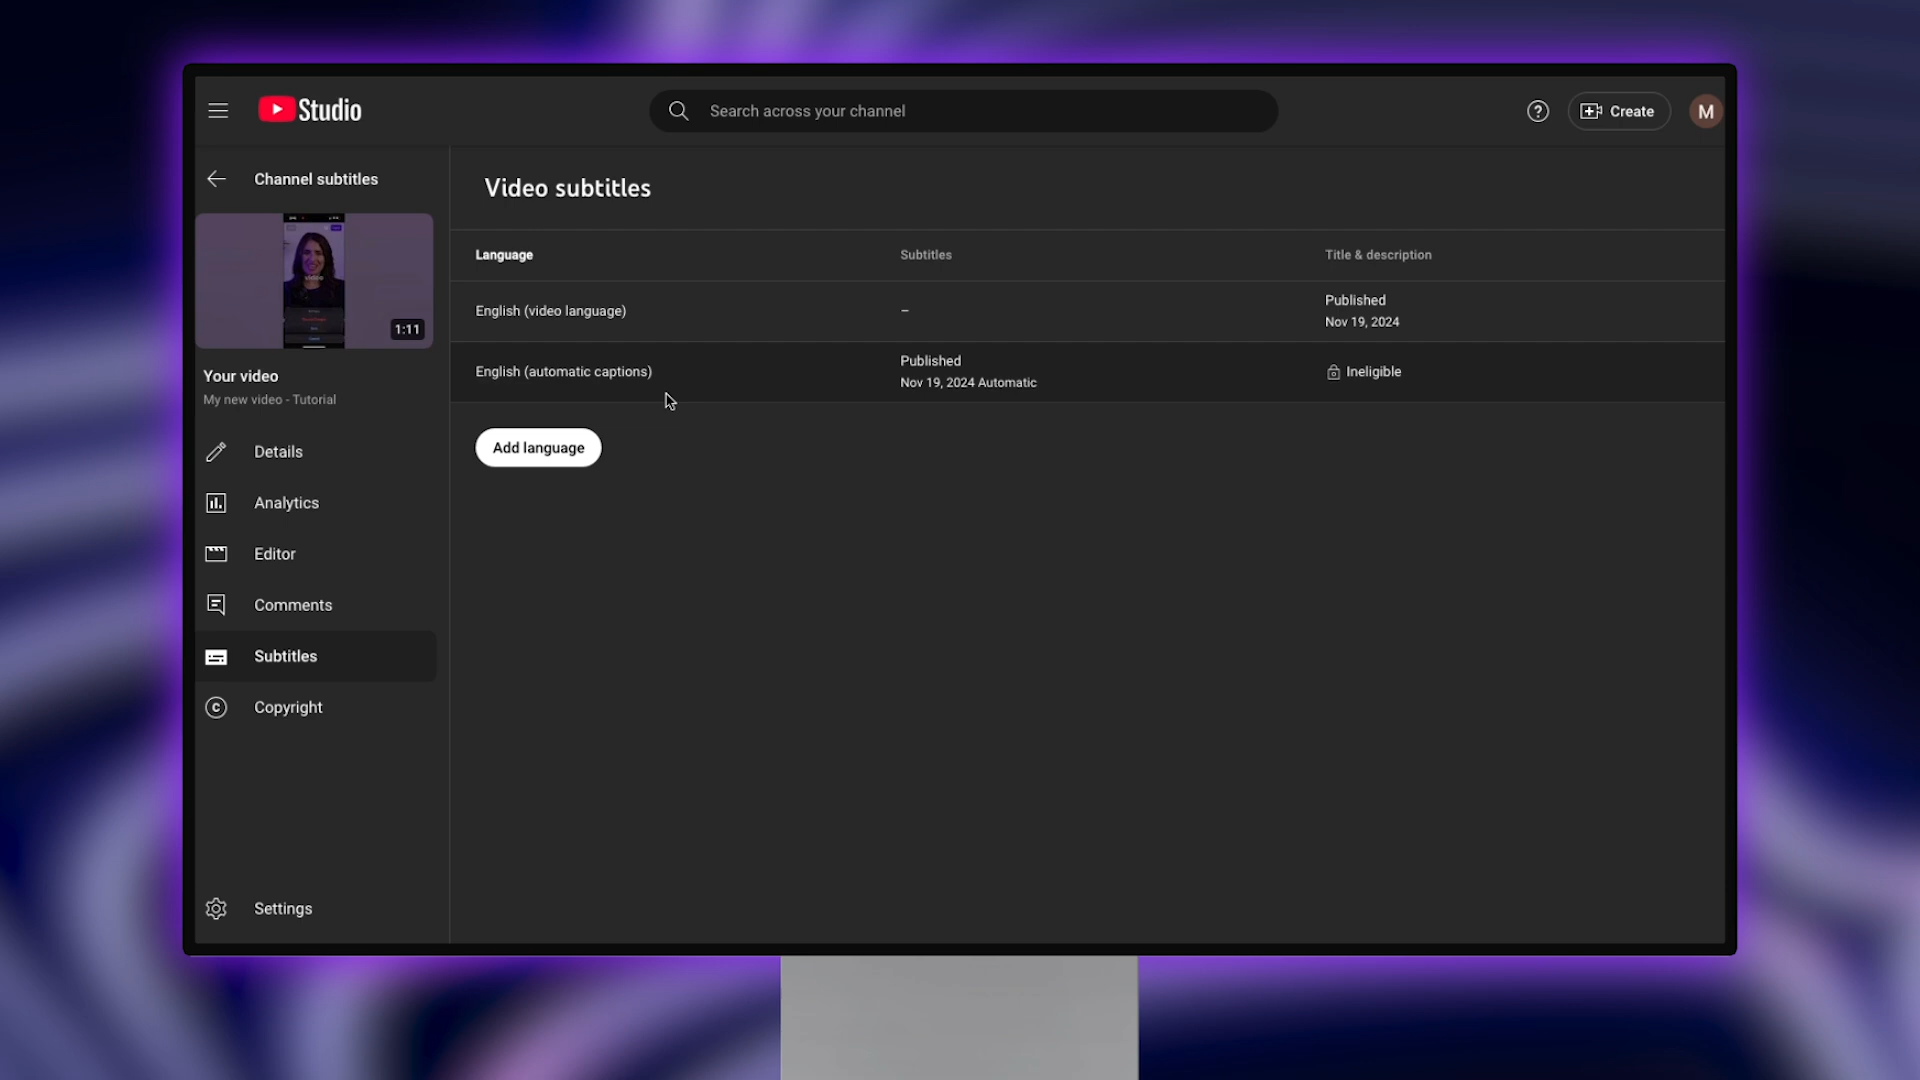 Studio
Search across your channel
Create
M
Channel subtitles
Video subtitles
Language
Subtitles
Title & description
English (video language)
–
Published
Nov 19, 2024
English (automatic captions)
Published
Nov 19, 2024 Automatic
Ineligible
Add language
video
1:11
Your video
My new video - Tutorial
Details
Analytics
Editor
Comments
Subtitles
Copyright
Settings